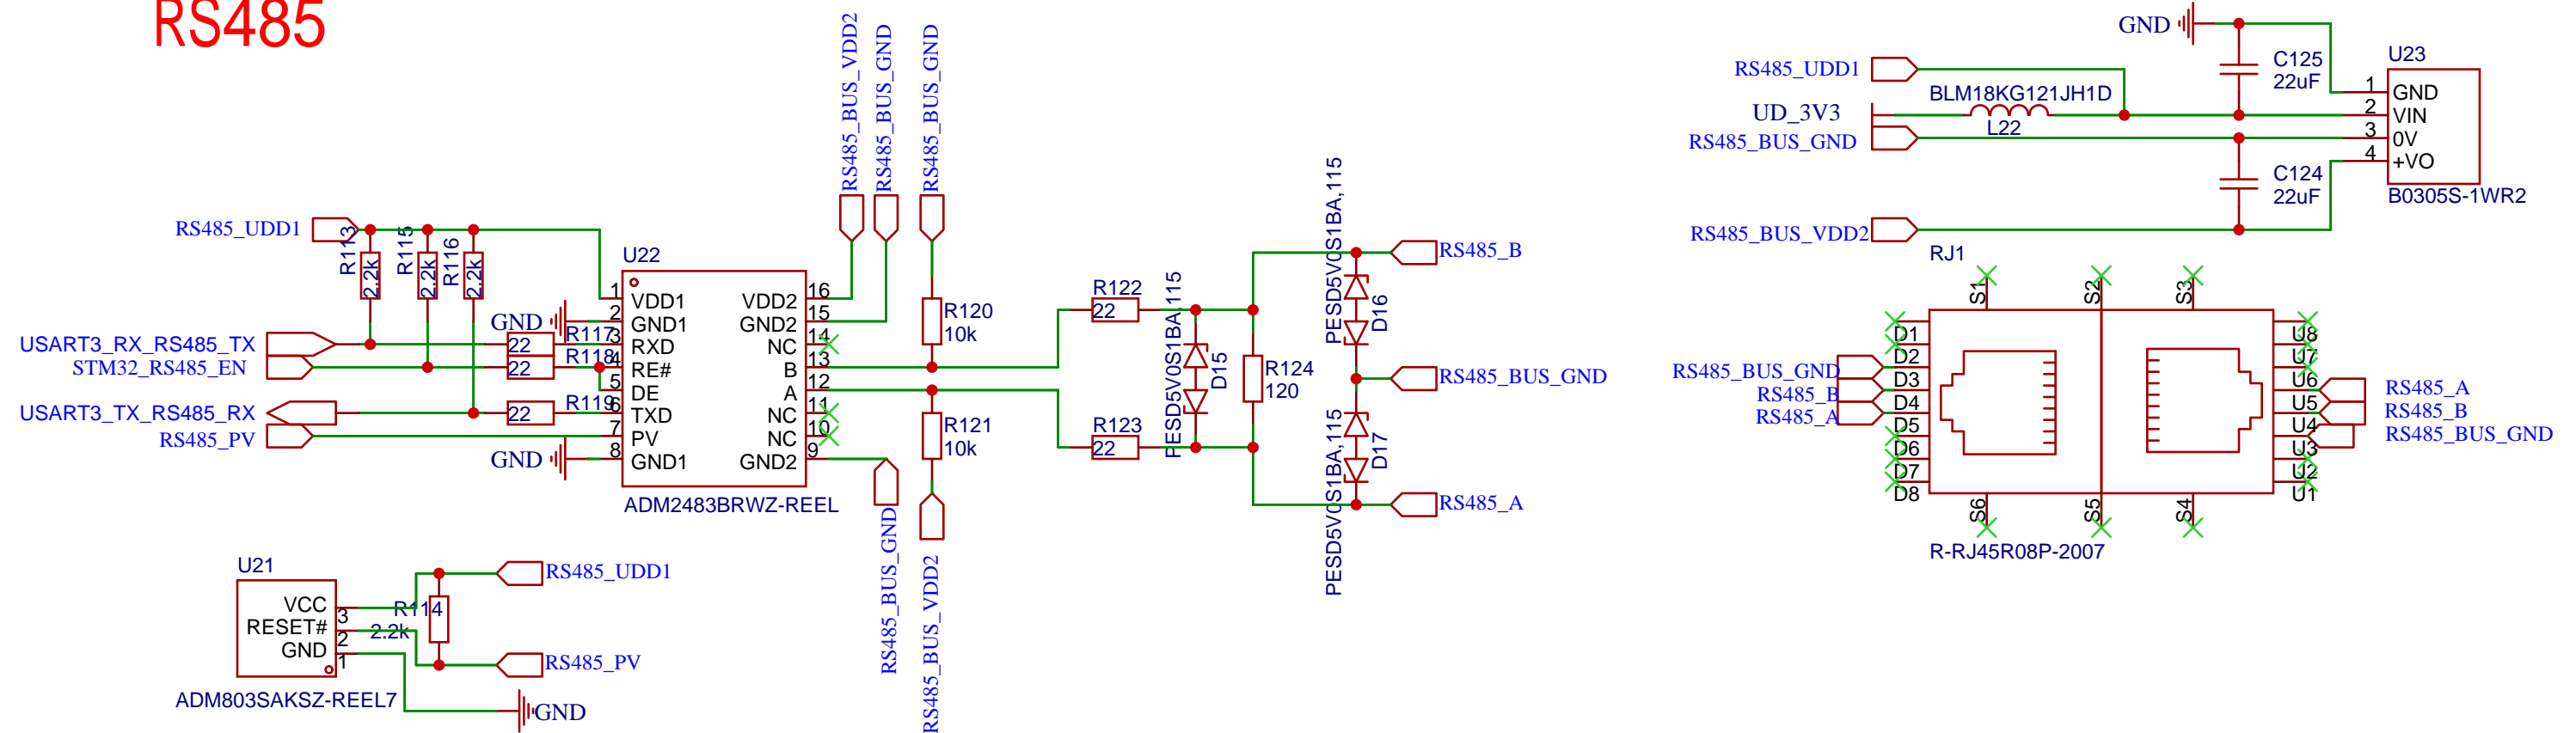 RS485
RS485_UDD1
R113
2.2k
R115
2.2k
R116
2.2k
USART3_RX_RS485_TX
STM32_RS485_EN
USART3_TX_RS485_RX
RS485_PV
GND
R117
22
R118
22
R119
22
GND
U22
1 VDD1
2 GND1
3 RXD
4 RE#
5 DE
6 TXD
7 PV
8 GND1
VDD2 16
GND2 15
NC 14
B 13
A 12
NC 11
NC 10
GND2 9
ADM2483BRWZ-REEL
RS485_BUS_VDD2
RS485_BUS_GND
RS485_BUS_GND
R120
10k
R121
10k
RS485_BUS_GND
RS485_BUS_VDD2
R122
22
R123
22
PESD5V0S1BA,115
D15
R124
120
PESD5V0S1BA,115
D16
PESD5V0S1BA,115
D17
RS485_B
RS485_BUS_GND
RS485_A
U21
VCC 3
RESET# 2
GND 1
ADM803SAKSZ-REEL7
R114
2.2k
RS485_UDD1
RS485_PV
GND
GND
RS485_UDD1
UD_3V3
BLM18KG121JH1D
L22
RS485_BUS_GND
RS485_BUS_VDD2
C125
22uF
C124
22uF
U23
1 GND
2 VIN
3 0V
4 +VO
B0305S-1WR2
RJ1
S1
S2
S3
D1
D2
D3
D4
D5
D6
D7
D8
RS485_BUS_GND
RS485_B
RS485_A
U8
U7
U6
U5
U4
U3
U2
U1
RS485_A
RS485_B
RS485_BUS_GND
S6
S5
S4
R-RJ45R08P-2007